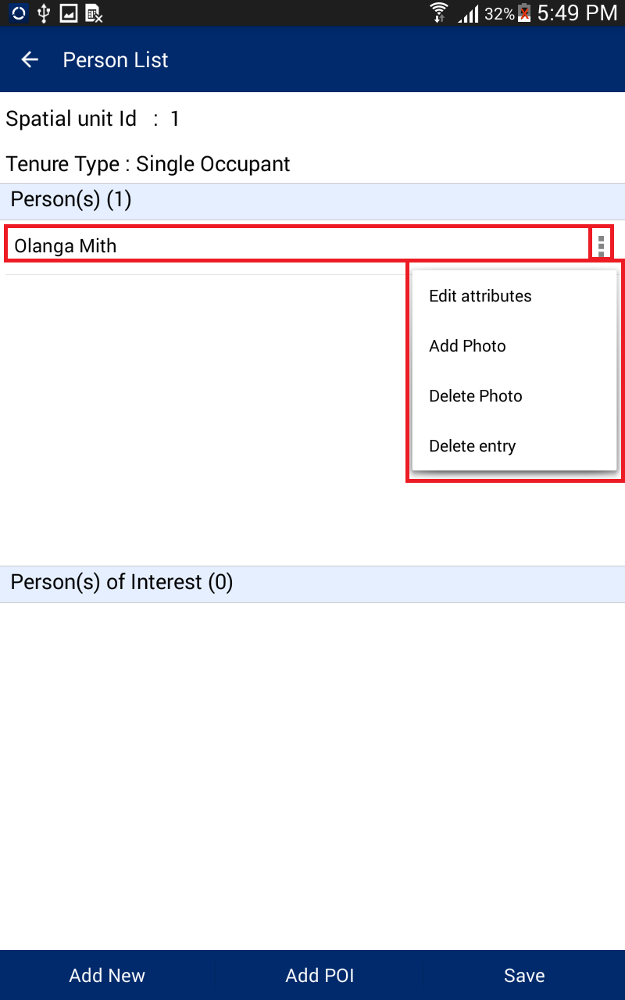 32% 5:49 PM
Person List
Spatial unit Id : 1
Tenure Type : Single Occupant
Person(s) (1)
Olanga Mith
Edit attributes
Add Photo
Delete Photo
Delete entry
Person(s) of Interest (0)
Add New Add POI Save